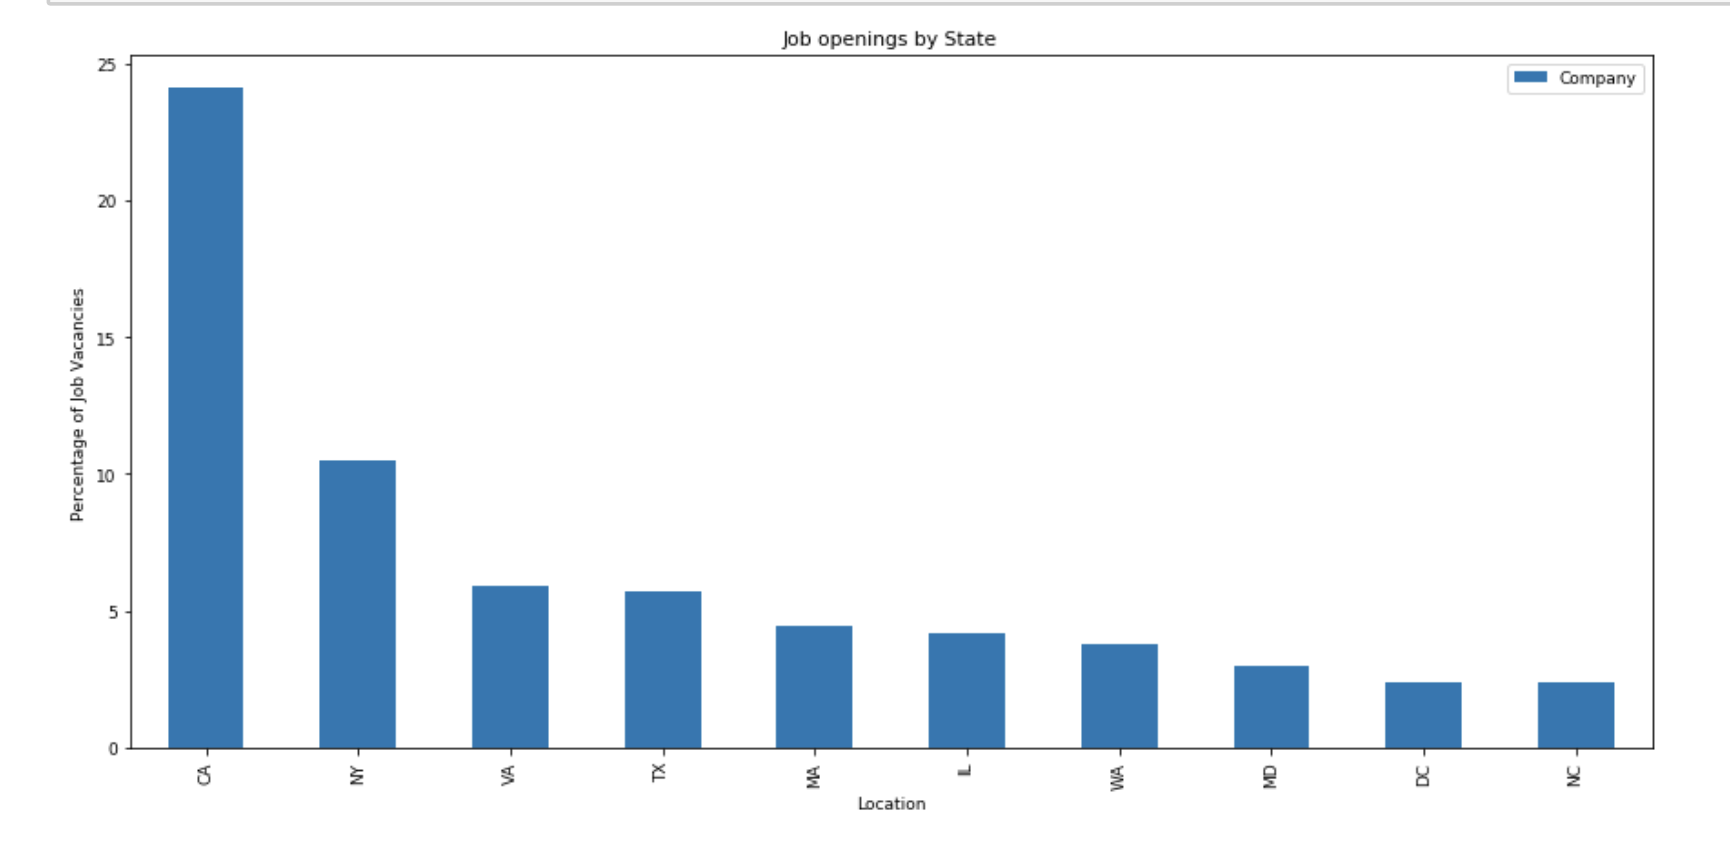 Job openings by State
Company
Percentage of Job Vacancies
25
20
15
10
5
0
CA
NY
VA
TX
MA
IL
WA
MD
DC
NC
Location